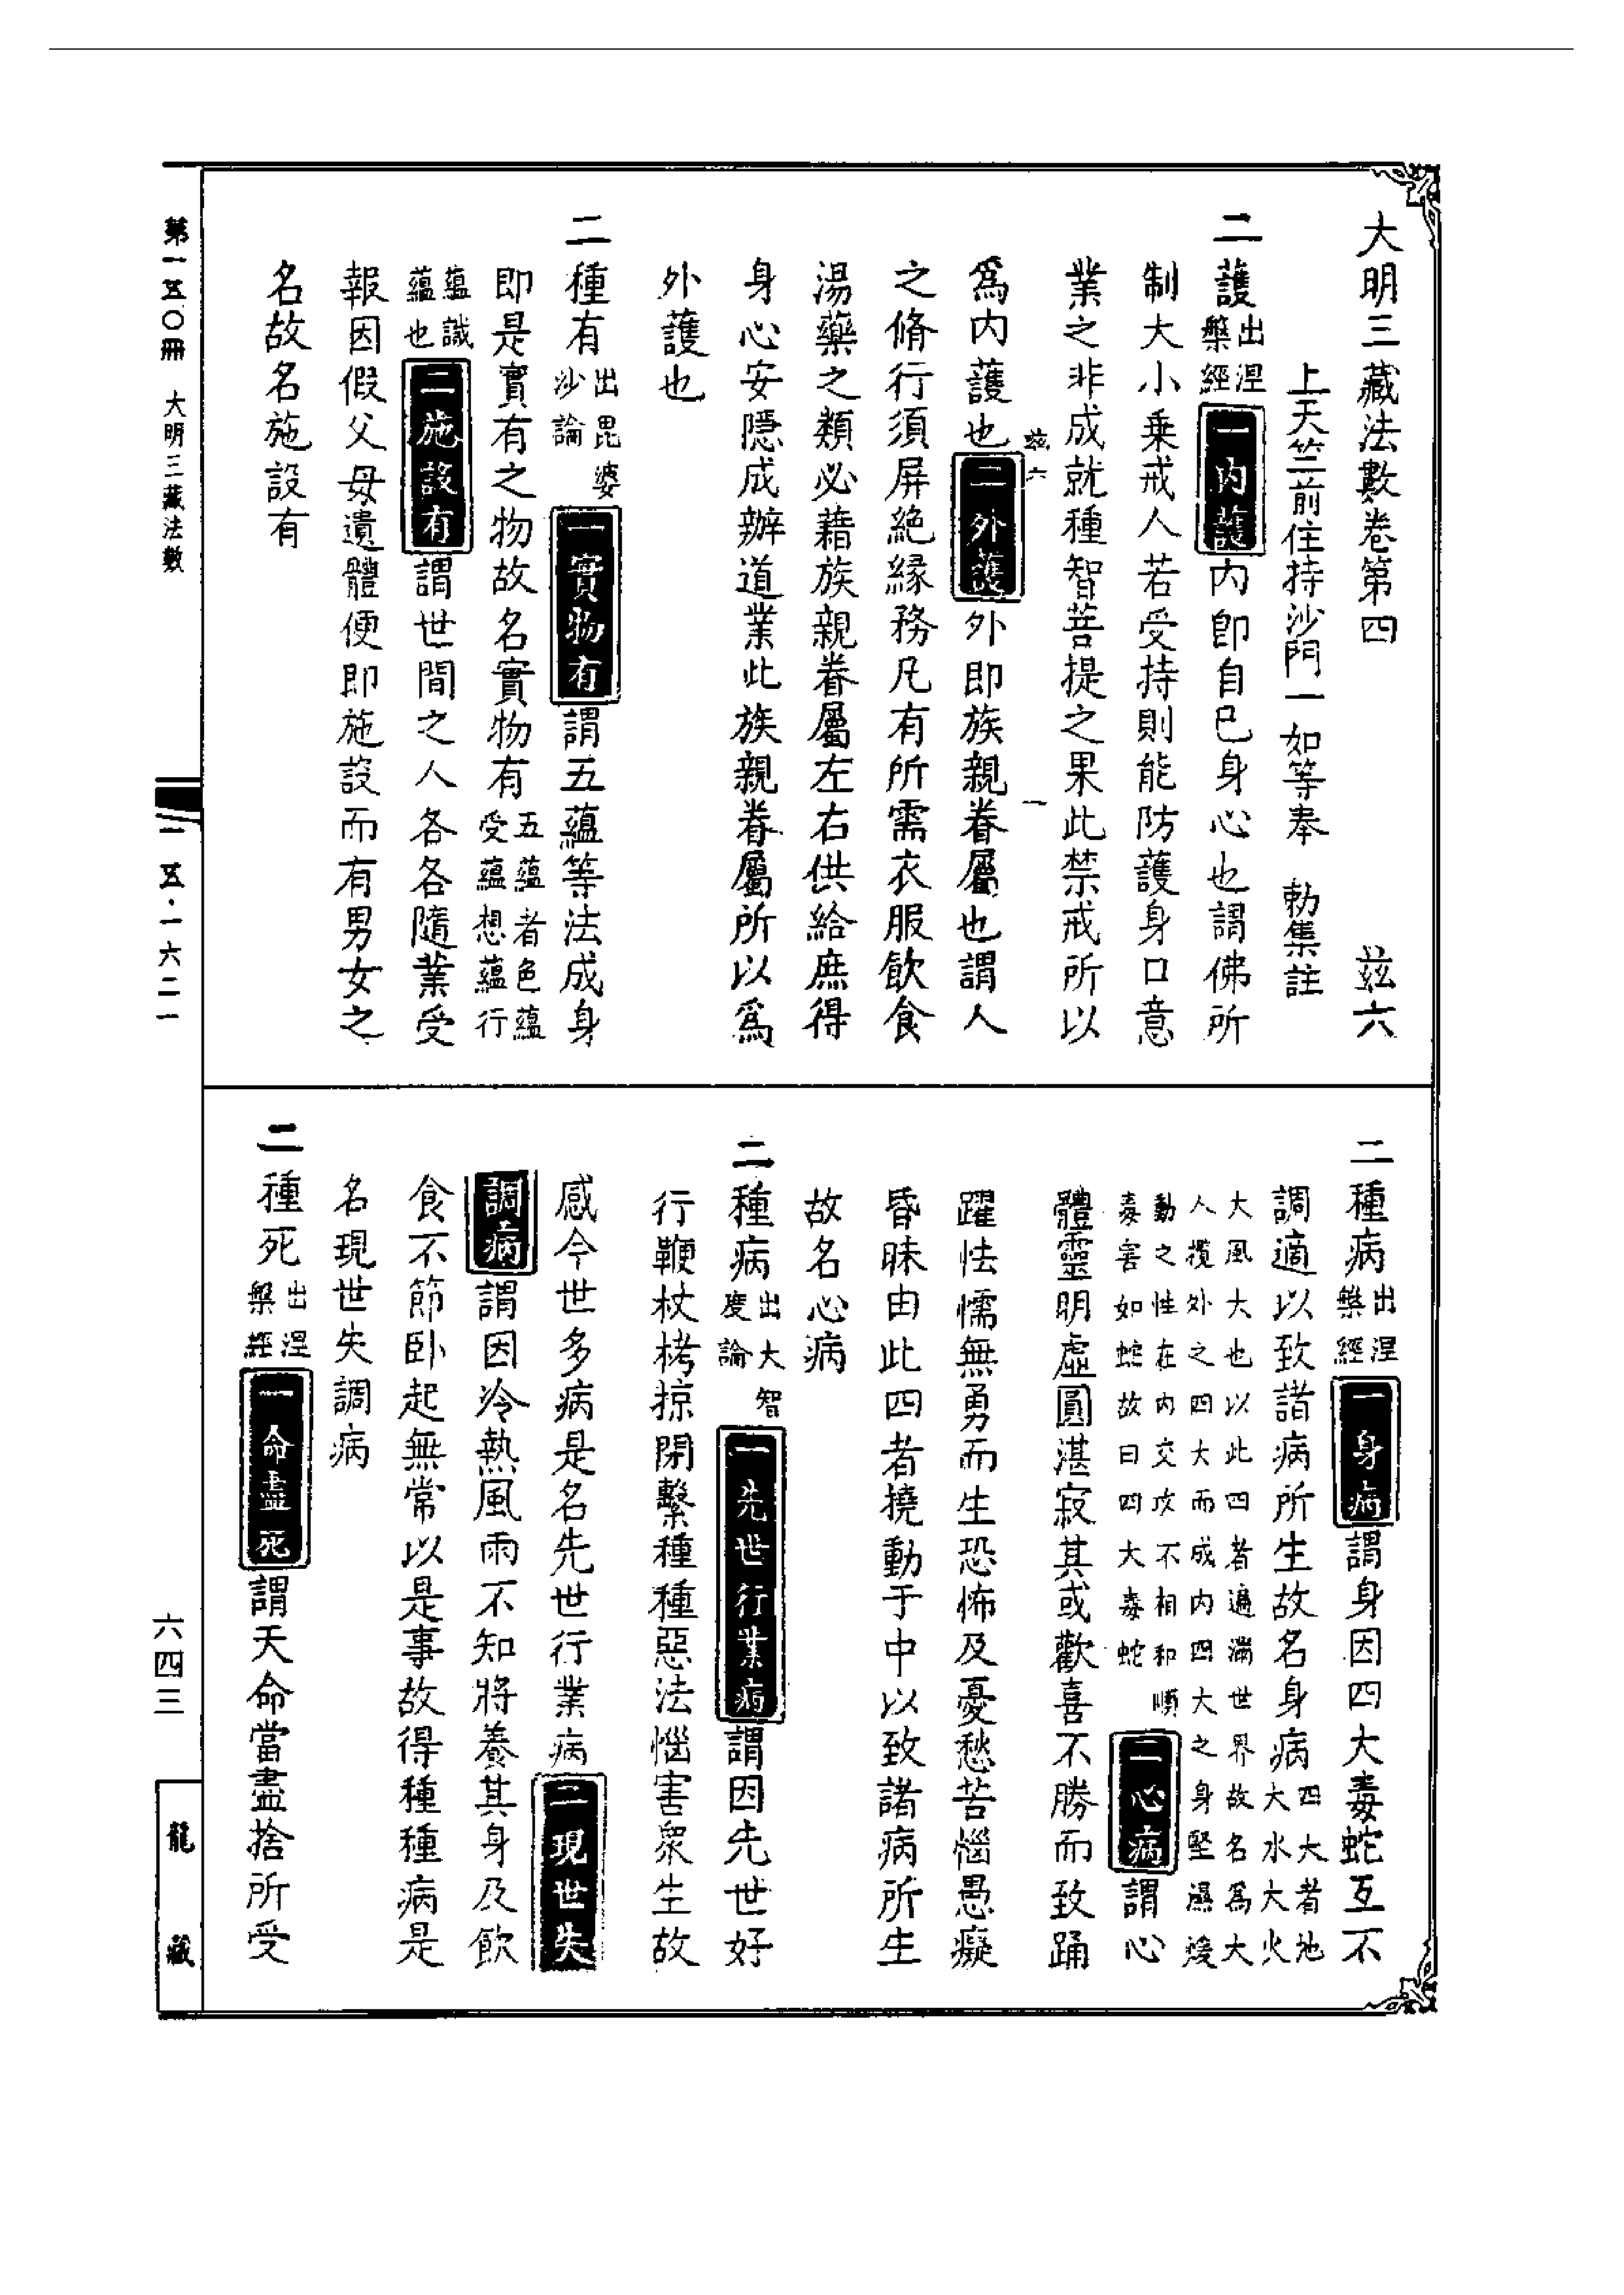 大明三藏法數卷第四　　茲六
上天竺前住持沙門一如等奉　勅集註
二護出涅槃經一內護內卽自巳身心也謂佛所
制大小乗戒人若受持則能防護身口意
業之非成就種智菩提之果此禁戒所以
茲六　一
爲內護也二外護外即族親眷屬也謂人
之脩行須屏絶縁務凡有所需衣服飲食
湯藥之類必藉族親眷屬左右供給庶得
身心安隱成辦道業此族親眷屬所以爲
外護也
二種有出毘婆沙論一實物有謂五蘊等法成身
即是實有之物故名實物有五蘊者色蘊受蘊想蘊行
蘊識蘊也二施設有謂世間之人各各隨業受
報因假父母遺體便即施設而有男女之
名故名施設有
二種病出涅槃經一身病謂身因四大毒蛇互不
調適以致諸病所生故名身病四大者地大水大火
大風大也以此四者遍滿世界故名爲大
人攬外之四大而成內四大之身堅濕煖
動之性在內交攻不相和順
毒害如蛇故曰四大毒蛇二心病謂心
體靈明虛圓湛寂其或歡喜不勝而致踊
躍怯懦無勇而生恐怖及憂愁苦惱愚癡
昏昧由此四者撓動于中以致諸病所生
故名心病
二種病出大智度論一先世行業病謂因先世好
行鞭杖栲掠閉繫種種惡法惱害衆生故
感今世多病是名先世行業病二現世失
調病謂因冷熱風雨不知將養其身及飲
食不節卧起無常以是事故得種種病是
名現世失調病
二種死出涅槃經一命盡死謂天命當盡捨所受
第一五〇冊　大明三藏法數
一五·一六二一
六四三
龍藏